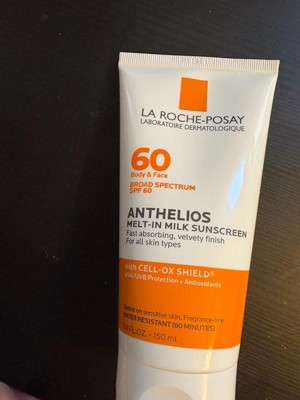 LA ROCHE-POSAY
LABORATOIRE DERMATOLOGIQUE
60
Body & Face
BROAD SPECTRUM
SPF 60
ANTHELIOS
MELT-IN MILK SUNSCREEN
Fast absorbing, velvety finish
For all skin types
with CELL-OX SHIELD®
UVA/UVB Protection + Antioxidants
on sensitive skin, Fragrance-free
WATER RESISTANT (80 MINUTES)
FL.OZ. - 150 ml